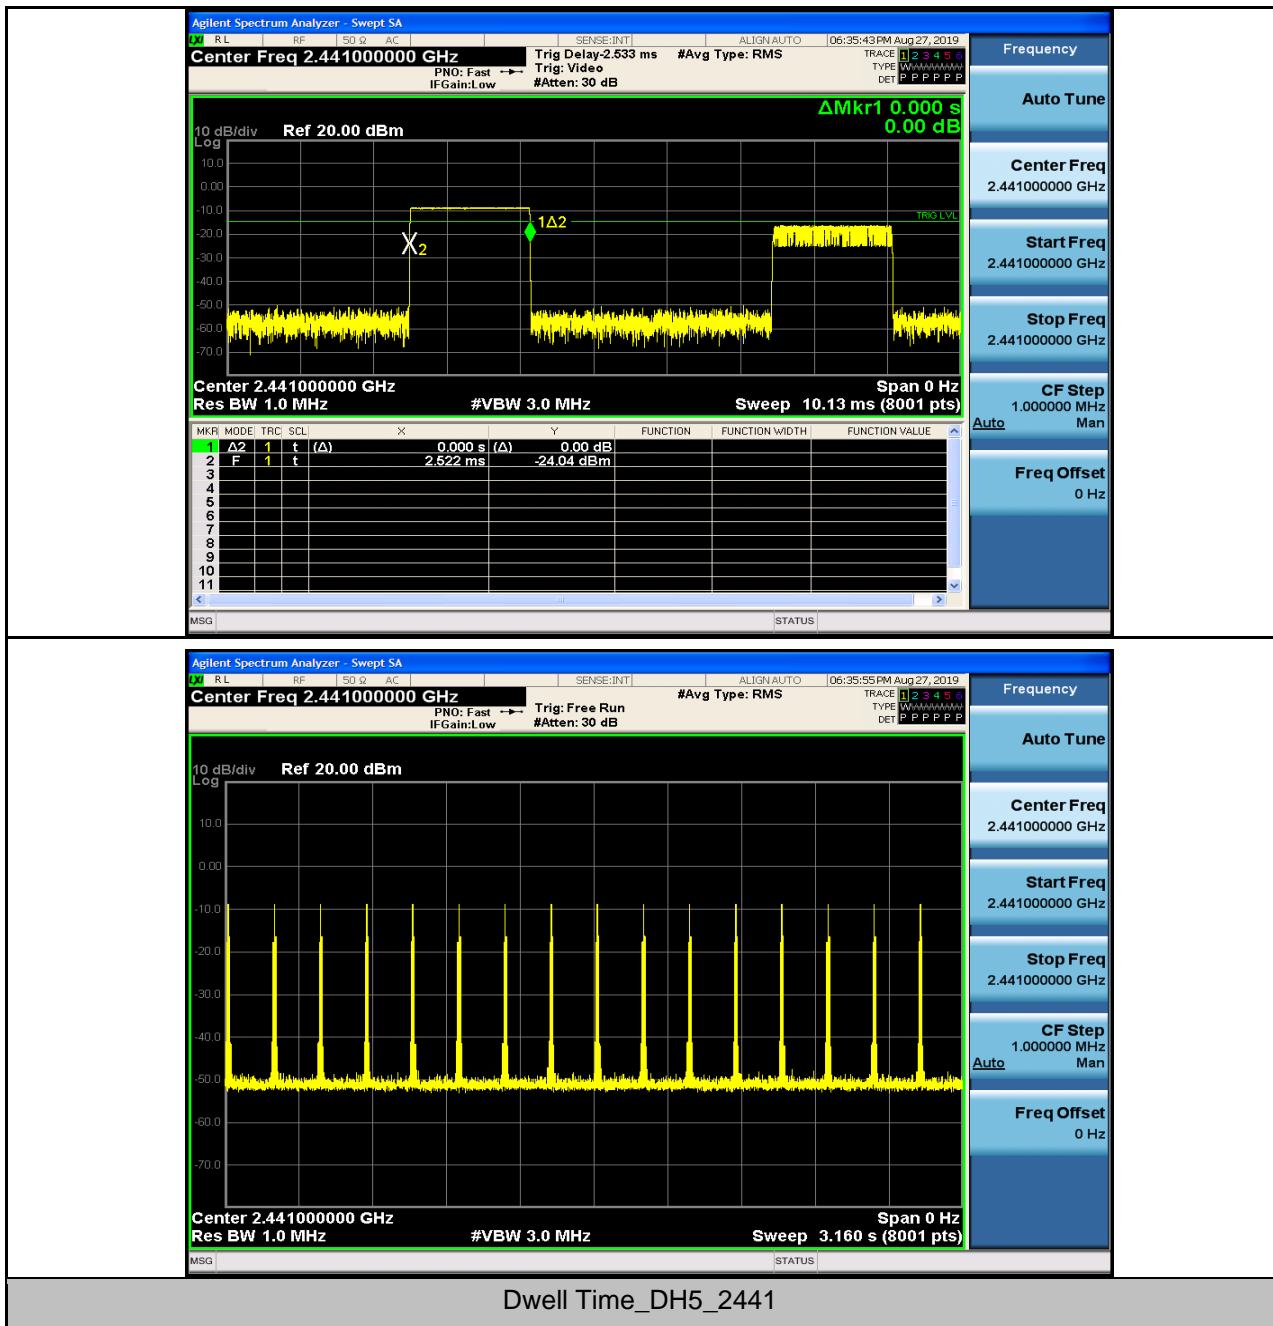 Agilent Spectrum Analyzer - Swept SA
LXI RL RF 50 Ω AC SENSE:INT ALIGN AUTO 06:35:43 PM Aug 27, 2019
Center Freq 2.441000000 GHz Trig Delay-2.533 ms #Avg Type: RMS TRACE 1 2 3 4 5 6
PNO: Fast Trig: Video TYPE WWWWWW
IFGain:Low #Atten: 30 dB DET P P P P P P
ΔMkr1 0.000 s
0.00 dB
10 dB/div Ref 20.00 dBm
Log
10.0
0.00
-10.0
TRIG LVL
1Δ2
-20.0
X2
-30.0
-40.0
-50.0
-60.0
-70.0
Center 2.441000000 GHz Span 0 Hz
Res BW 1.0 MHz #VBW 3.0 MHz Sweep 10.13 ms (8001 pts)
MKR MODE TRC SCL X Y FUNCTION FUNCTION WIDTH FUNCTION VALUE
1 Δ2 1 t (Δ) 0.000 s (Δ) 0.00 dB
2 F 1 t 2.522 ms -24.04 dBm
3
4
5
6
7
8
9
10
11
MSG STATUS
Frequency
Auto Tune
Center Freq
2.441000000 GHz
Start Freq
2.441000000 GHz
Stop Freq
2.441000000 GHz
CF Step
1.000000 MHz
Auto Man
Freq Offset
0 Hz
Agilent Spectrum Analyzer - Swept SA
LXI RL RF 50 Ω AC SENSE:INT ALIGN AUTO 06:35:55 PM Aug 27, 2019
Center Freq 2.441000000 GHz #Avg Type: RMS TRACE 1 2 3 4 5 6
PNO: Fast Trig: Free Run TYPE WWWWWW
IFGain:Low #Atten: 30 dB DET P P P P P P
10 dB/div Ref 20.00 dBm
Log
10.0
0.00
-10.0
-20.0
-30.0
-40.0
-50.0
-60.0
-70.0
Center 2.441000000 GHz Span 0 Hz
Res BW 1.0 MHz #VBW 3.0 MHz Sweep 3.160 s (8001 pts)
MSG STATUS
Frequency
Auto Tune
Center Freq
2.441000000 GHz
Start Freq
2.441000000 GHz
Stop Freq
2.441000000 GHz
CF Step
1.000000 MHz
Auto Man
Freq Offset
0 Hz
Dwell Time_DH5_2441